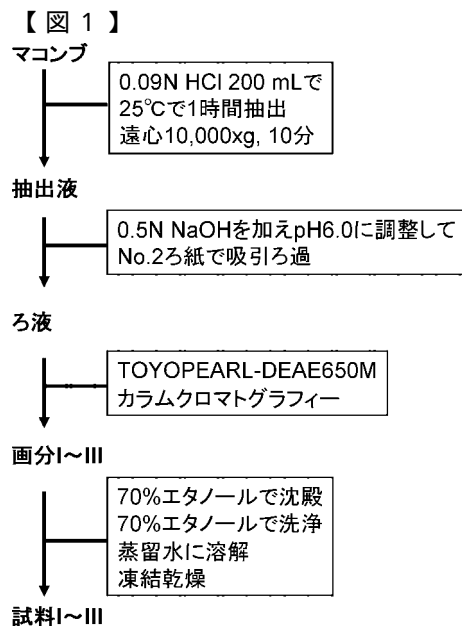 【 図 1 】
マコンブ
0.09N HCl 200 mLで
25℃で1時間抽出
遠心10,000xg, 10分
抽出液
0.5N NaOHを加えpH6.0に調整して
No.2ろ紙で吸引ろ過
ろ液
TOYOPEARL-DEAE650M
カラムクロマトグラフィー
画分I～III
70%エタノールで沈殿
70%エタノールで洗浄
蒸留水に溶解
凍結乾燥
試料I～III